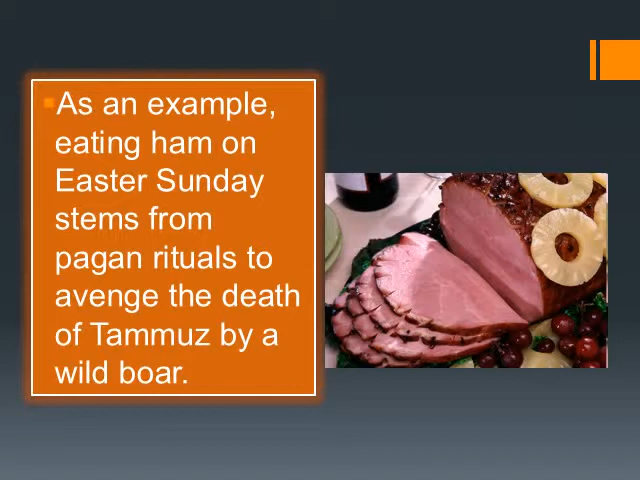 As an example,
eating ham on
Easter Sunday
stems from
pagan rituals to
avenge the death
of Tammuz by a
wild boar.